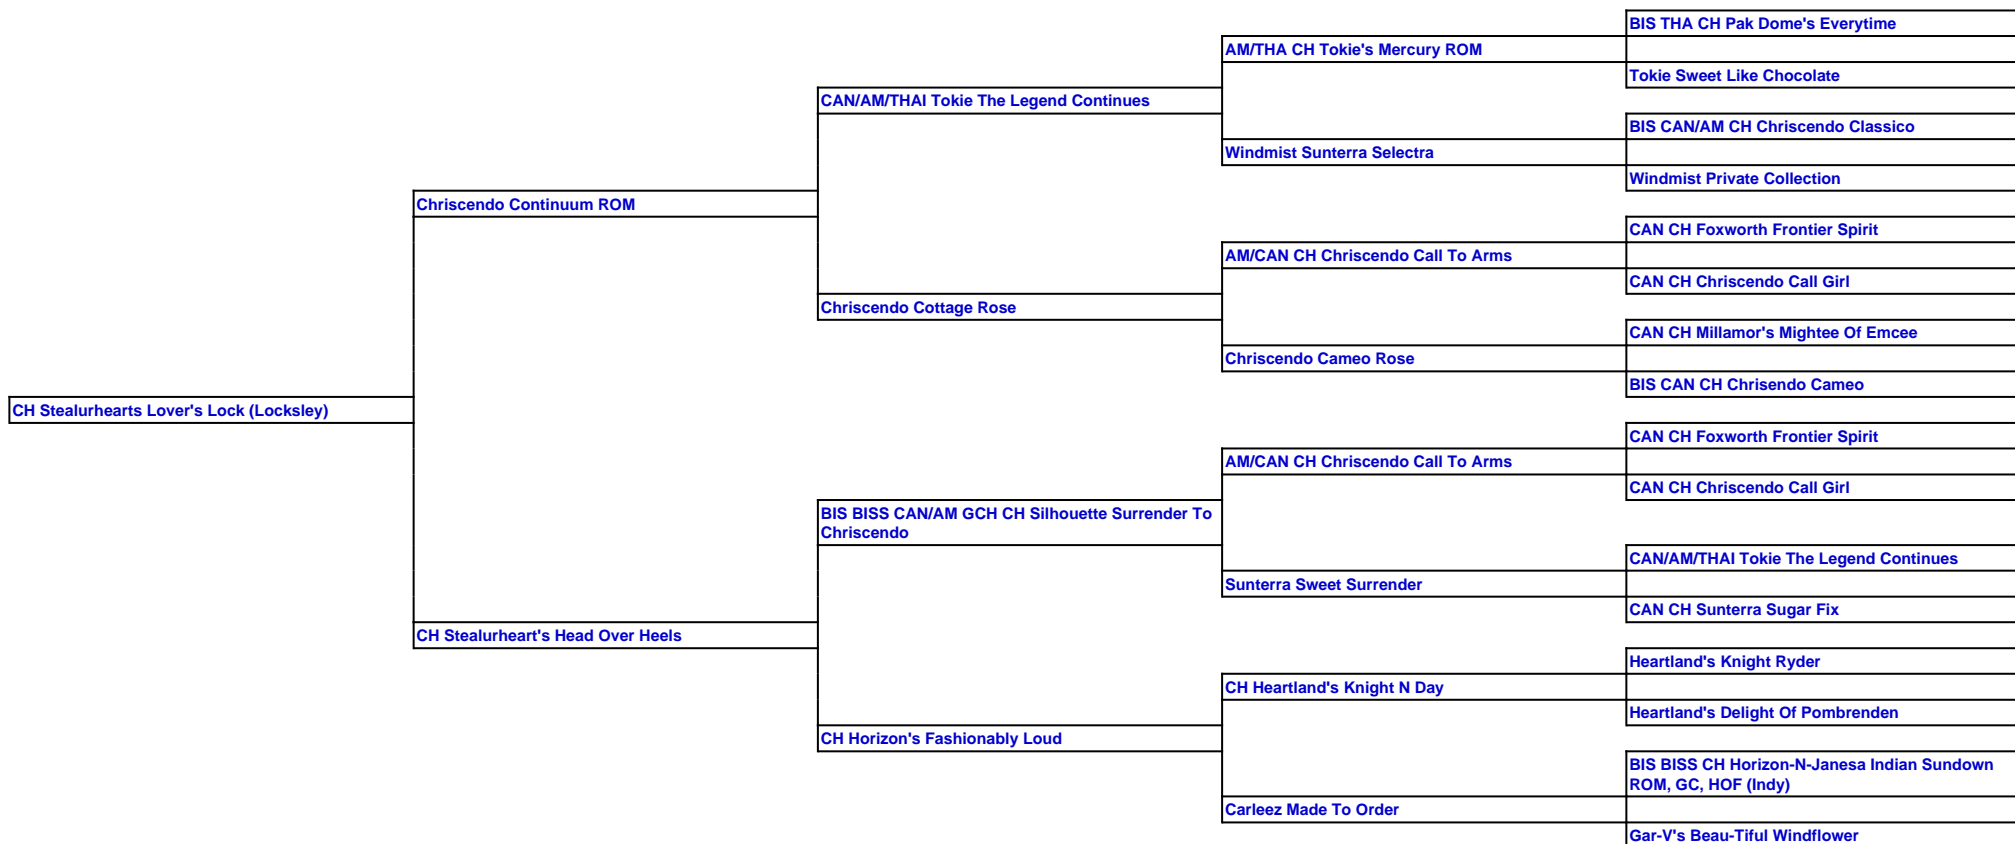 BIS THA CH Pak Dome's Everytime
AM/THA CH Tokie's Mercury ROM
Tokie Sweet Like Chocolate
CAN/AM/THAI Tokie The Legend Continues
BIS CAN/AM CH Chriscendo Classico
Windmist Sunterra Selectra
Windmist Private Collection
Chriscendo Continuum ROM
CAN CH Foxworth Frontier Spirit
AM/CAN CH Chriscendo Call To Arms
CAN CH Chriscendo Call Girl
Chriscendo Cottage Rose
CAN CH Millamor's Mightee Of Emcee
Chriscendo Cameo Rose
BIS CAN CH Chrisendo Cameo
CH Stealurhearts Lover's Lock (Locksley)
CAN CH Foxworth Frontier Spirit
AM/CAN CH Chriscendo Call To Arms
CAN CH Chriscendo Call Girl
BIS BISS CAN/AM GCH CH Silhouette Surrender To
Chriscendo
CAN/AM/THAI Tokie The Legend Continues
Sunterra Sweet Surrender
CAN CH Sunterra Sugar Fix
CH Stealurheart's Head Over Heels
Heartland's Knight Ryder
CH Heartland's Knight N Day
Heartland's Delight Of Pombrenden
CH Horizon's Fashionably Loud
BIS BISS CH Horizon-N-Janesa Indian Sundown
ROM, GC, HOF (Indy)
Carleez Made To Order
Gar-V's Beau-Tiful Windflower